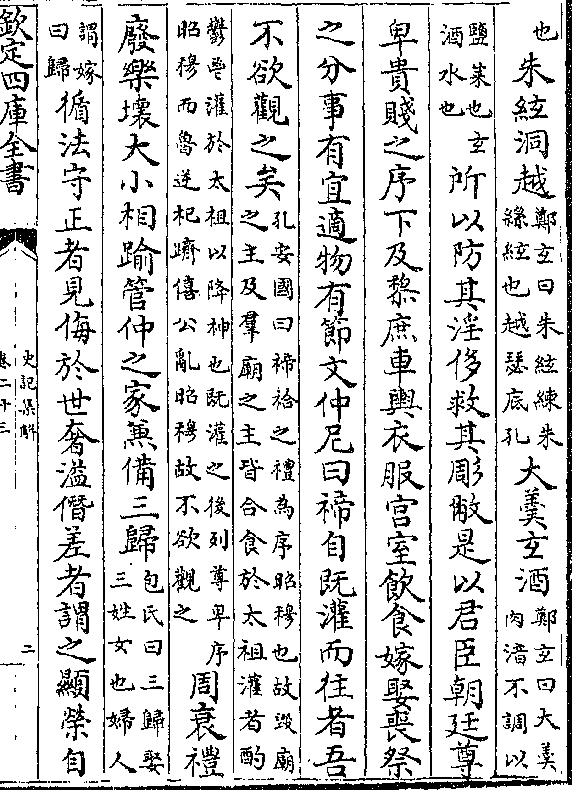 也朱絃洞越鄭玄曰朱絃練朱絲絃也越瑟底孔大羹玄酒鄭玄曰大羹肉湆不調以
鹽菜也玄酒水也所以防其淫侈救其彫敝是以君臣朝廷尊
卑貴賤之序下及黎庶車輿衣服宮室飲食嫁娶喪祭
之分事有宜適物有節文仲尼曰禘自既灌而往者吾
不欲觀之矣孔安國曰禘祫之禮為序昭穆也故毀廟之主及羣廟之主皆合食於太祖灌者酌
鬱鬯灌於太祖以降神也既灌之後列尊卑序昭穆而魯逆祀躋僖公亂昭穆故不欲觀之周衰禮
廢樂壞大小相踰管仲之家兼備三歸包氏曰三歸娶三姓女也婦人
謂嫁曰歸循法守正者見侮於世奢溢僭差者謂之顯榮自
欽定四庫全書
史記集解
卷二十三
二